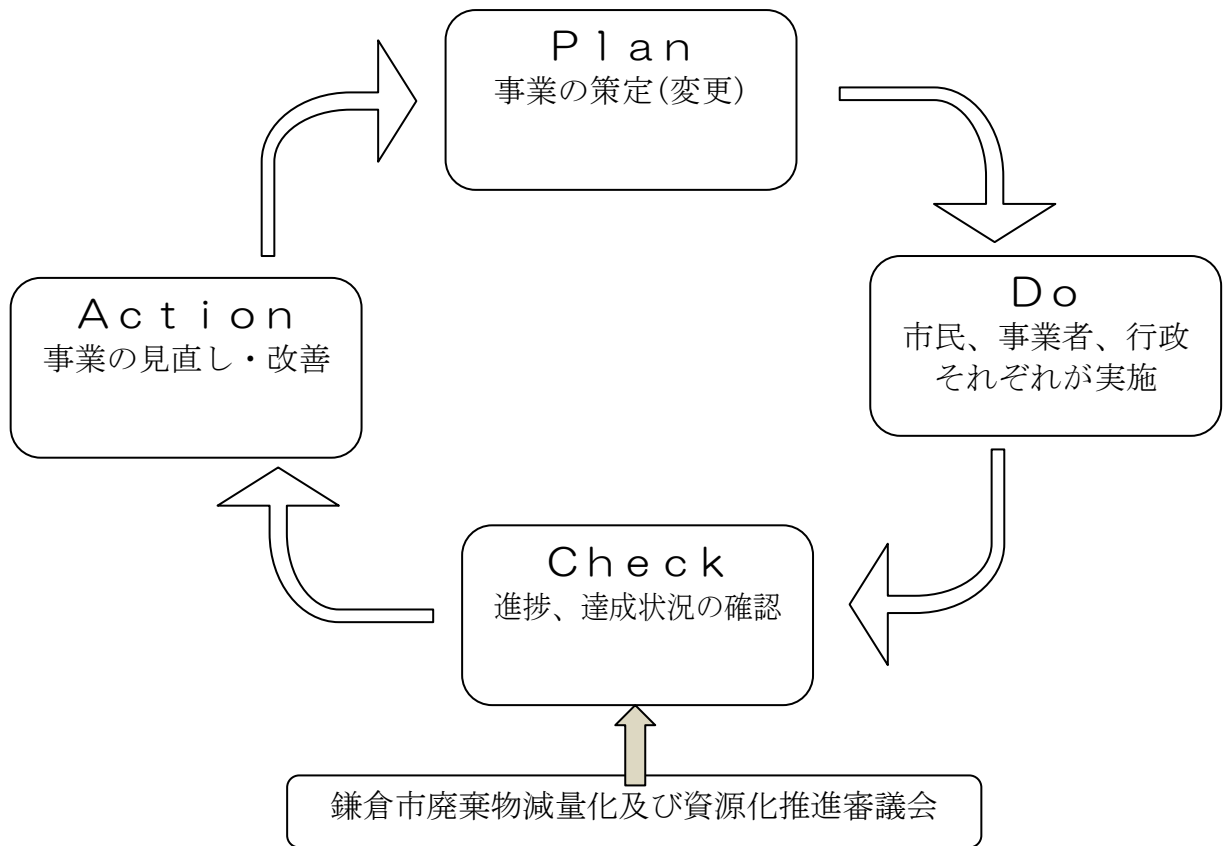 Ｐｌａｎ
事業の策定(変更)
Ｄｏ
市民、事業者、行政
それぞれが実施
Ｃｈｅｃｋ
進捗、達成状況の確認
Ａｃｔｉｏｎ
事業の見直し・改善
鎌倉市廃棄物減量化及び資源化推進審議会